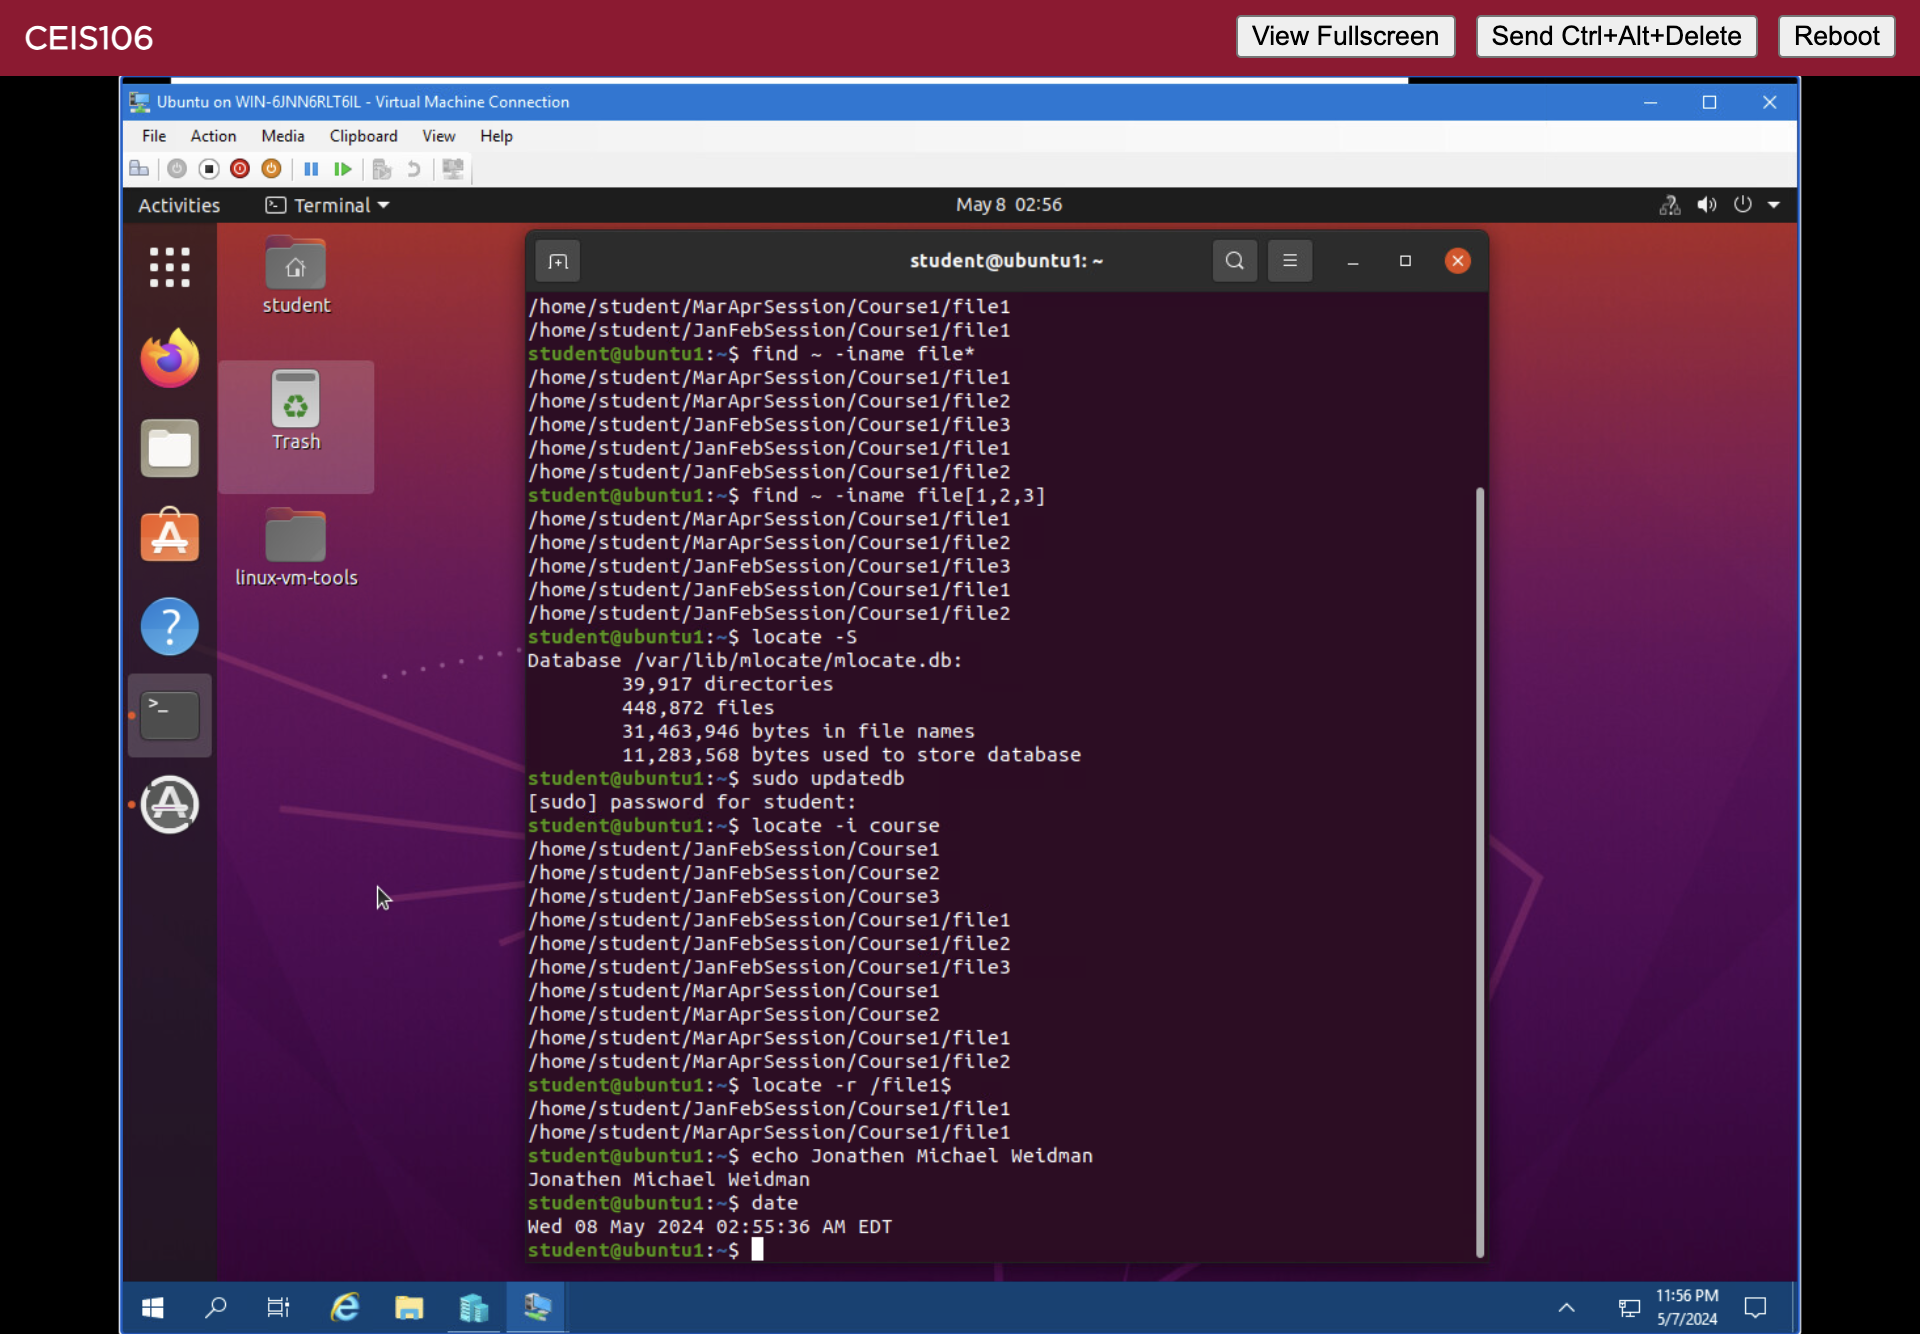 CEIS106
View Fullscreen
Send Ctrl+Alt+Delete
Reboot
Ubuntu on WIN-6JNN6RLT6IL - Virtual Machine Connection
File Action Media Clipboard View Help
Activities
Terminal
May 8 02:56
student
Trash
linux-vm-tools
student@ubuntu1: ~
/home/student/MarAprSession/Course1/file1
/home/student/JanFebSession/Course1/file1
student@ubuntu1:~$ find ~ -iname file*
/home/student/MarAprSession/Course1/file1
/home/student/MarAprSession/Course1/file2
/home/student/JanFebSession/Course1/file3
/home/student/JanFebSession/Course1/file1
/home/student/JanFebSession/Course1/file2
student@ubuntu1:~$ find ~ -iname file[1,2,3]
/home/student/MarAprSession/Course1/file1
/home/student/MarAprSession/Course1/file2
/home/student/JanFebSession/Course1/file3
/home/student/JanFebSession/Course1/file1
/home/student/JanFebSession/Course1/file2
student@ubuntu1:~$ locate -S
Database /var/lib/mlocate/mlocate.db:
39,917 directories
448,872 files
31,463,946 bytes in file names
11,283,568 bytes used to store database
student@ubuntu1:~$ sudo updatedb
[sudo] password for student:
student@ubuntu1:~$ locate -i course
/home/student/JanFebSession/Course1
/home/student/JanFebSession/Course2
/home/student/JanFebSession/Course3
/home/student/JanFebSession/Course1/file1
/home/student/JanFebSession/Course1/file2
/home/student/JanFebSession/Course1/file3
/home/student/MarAprSession/Course1
/home/student/MarAprSession/Course2
/home/student/MarAprSession/Course1/file1
/home/student/MarAprSession/Course1/file2
student@ubuntu1:~$ locate -r /file1$
/home/student/JanFebSession/Course1/file1
/home/student/MarAprSession/Course1/file1
student@ubuntu1:~$ echo Jonathen Michael Weidman
Jonathen Michael Weidman
student@ubuntu1:~$ date
Wed 08 May 2024 02:55:36 AM EDT
student@ubuntu1:~$
11:56 PM
5/7/2024